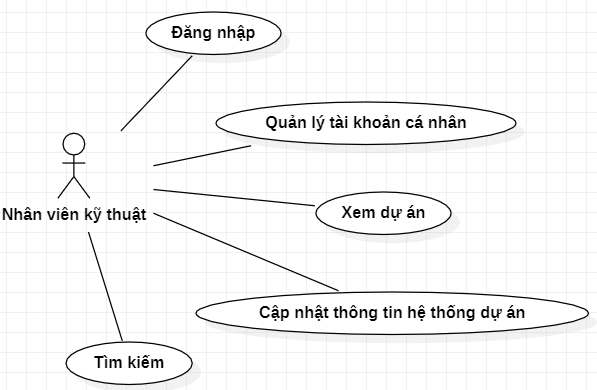 Đăng nhập
Quản lý tài khoản cá nhân
Nhân viên kỹ thuật
Xem dự án
Cập nhật thông tin hệ thống dự án
Tìm kiếm